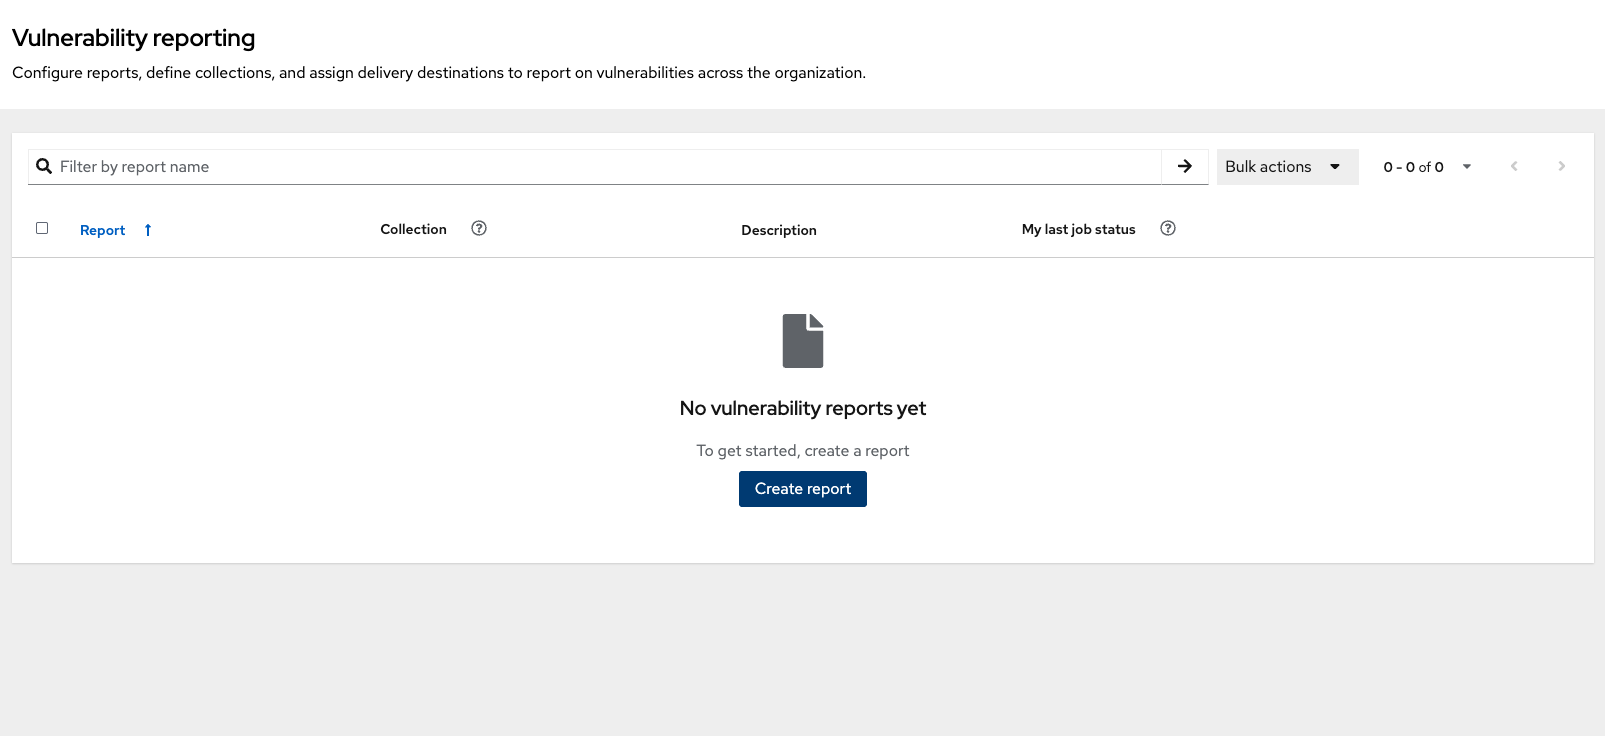 Vulnerability reporting
Configure reports, define collections, and assign delivery destinations to report on vulnerabilities across the organization.
Filter by report name
Bulk actions
0 - 0 of 0
Report
Collection
Description
My last job status
No vulnerability reports yet
To get started, create a report
Create report